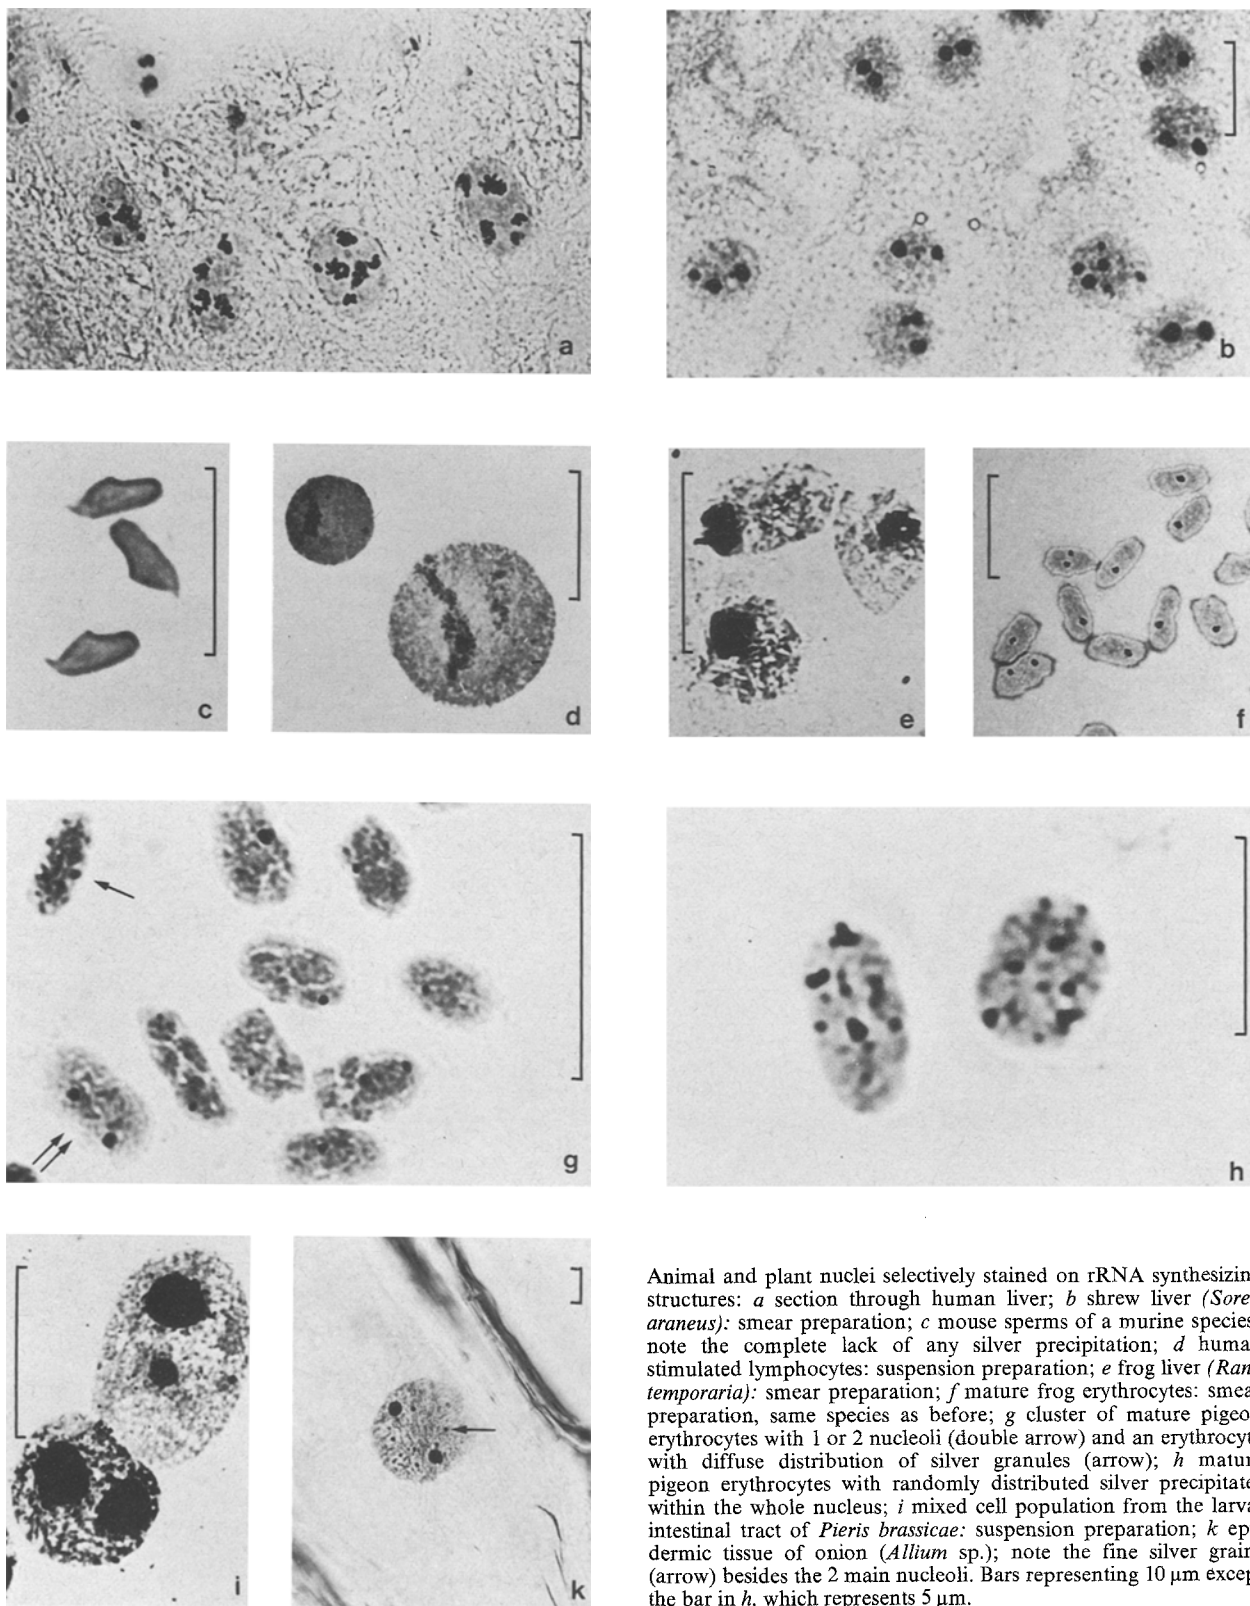 a
b
c
d
e
f
g
h
i
k
Animal and plant nuclei selectively stained on rRNA synthesizin
structures: a section through human liver; b shrew liver (Sore
araneus): smear preparation; c mouse sperms of a murine species
note the complete lack of any silver precipitation; d huma
stimulated lymphocytes: suspension preparation; e frog liver (Ran
temporaria): smear preparation; f mature frog erythrocytes: smea
preparation, same species as before; g cluster of mature pigeo
erythrocytes with 1 or 2 nucleoli (double arrow) and an erythrocyt
with diffuse distribution of silver granules (arrow); h matur
pigeon erythrocytes with randomly distributed silver precipitate
within the whole nucleus; i mixed cell population from the larva
intestinal tract of Pieris brassicae: suspension preparation; k ep
dermic tissue of onion (Allium sp.); note the fine silver grain
(arrow) besides the 2 main nucleoli. Bars representing 10 μm excep
the bar in h, which represents 5 μm.